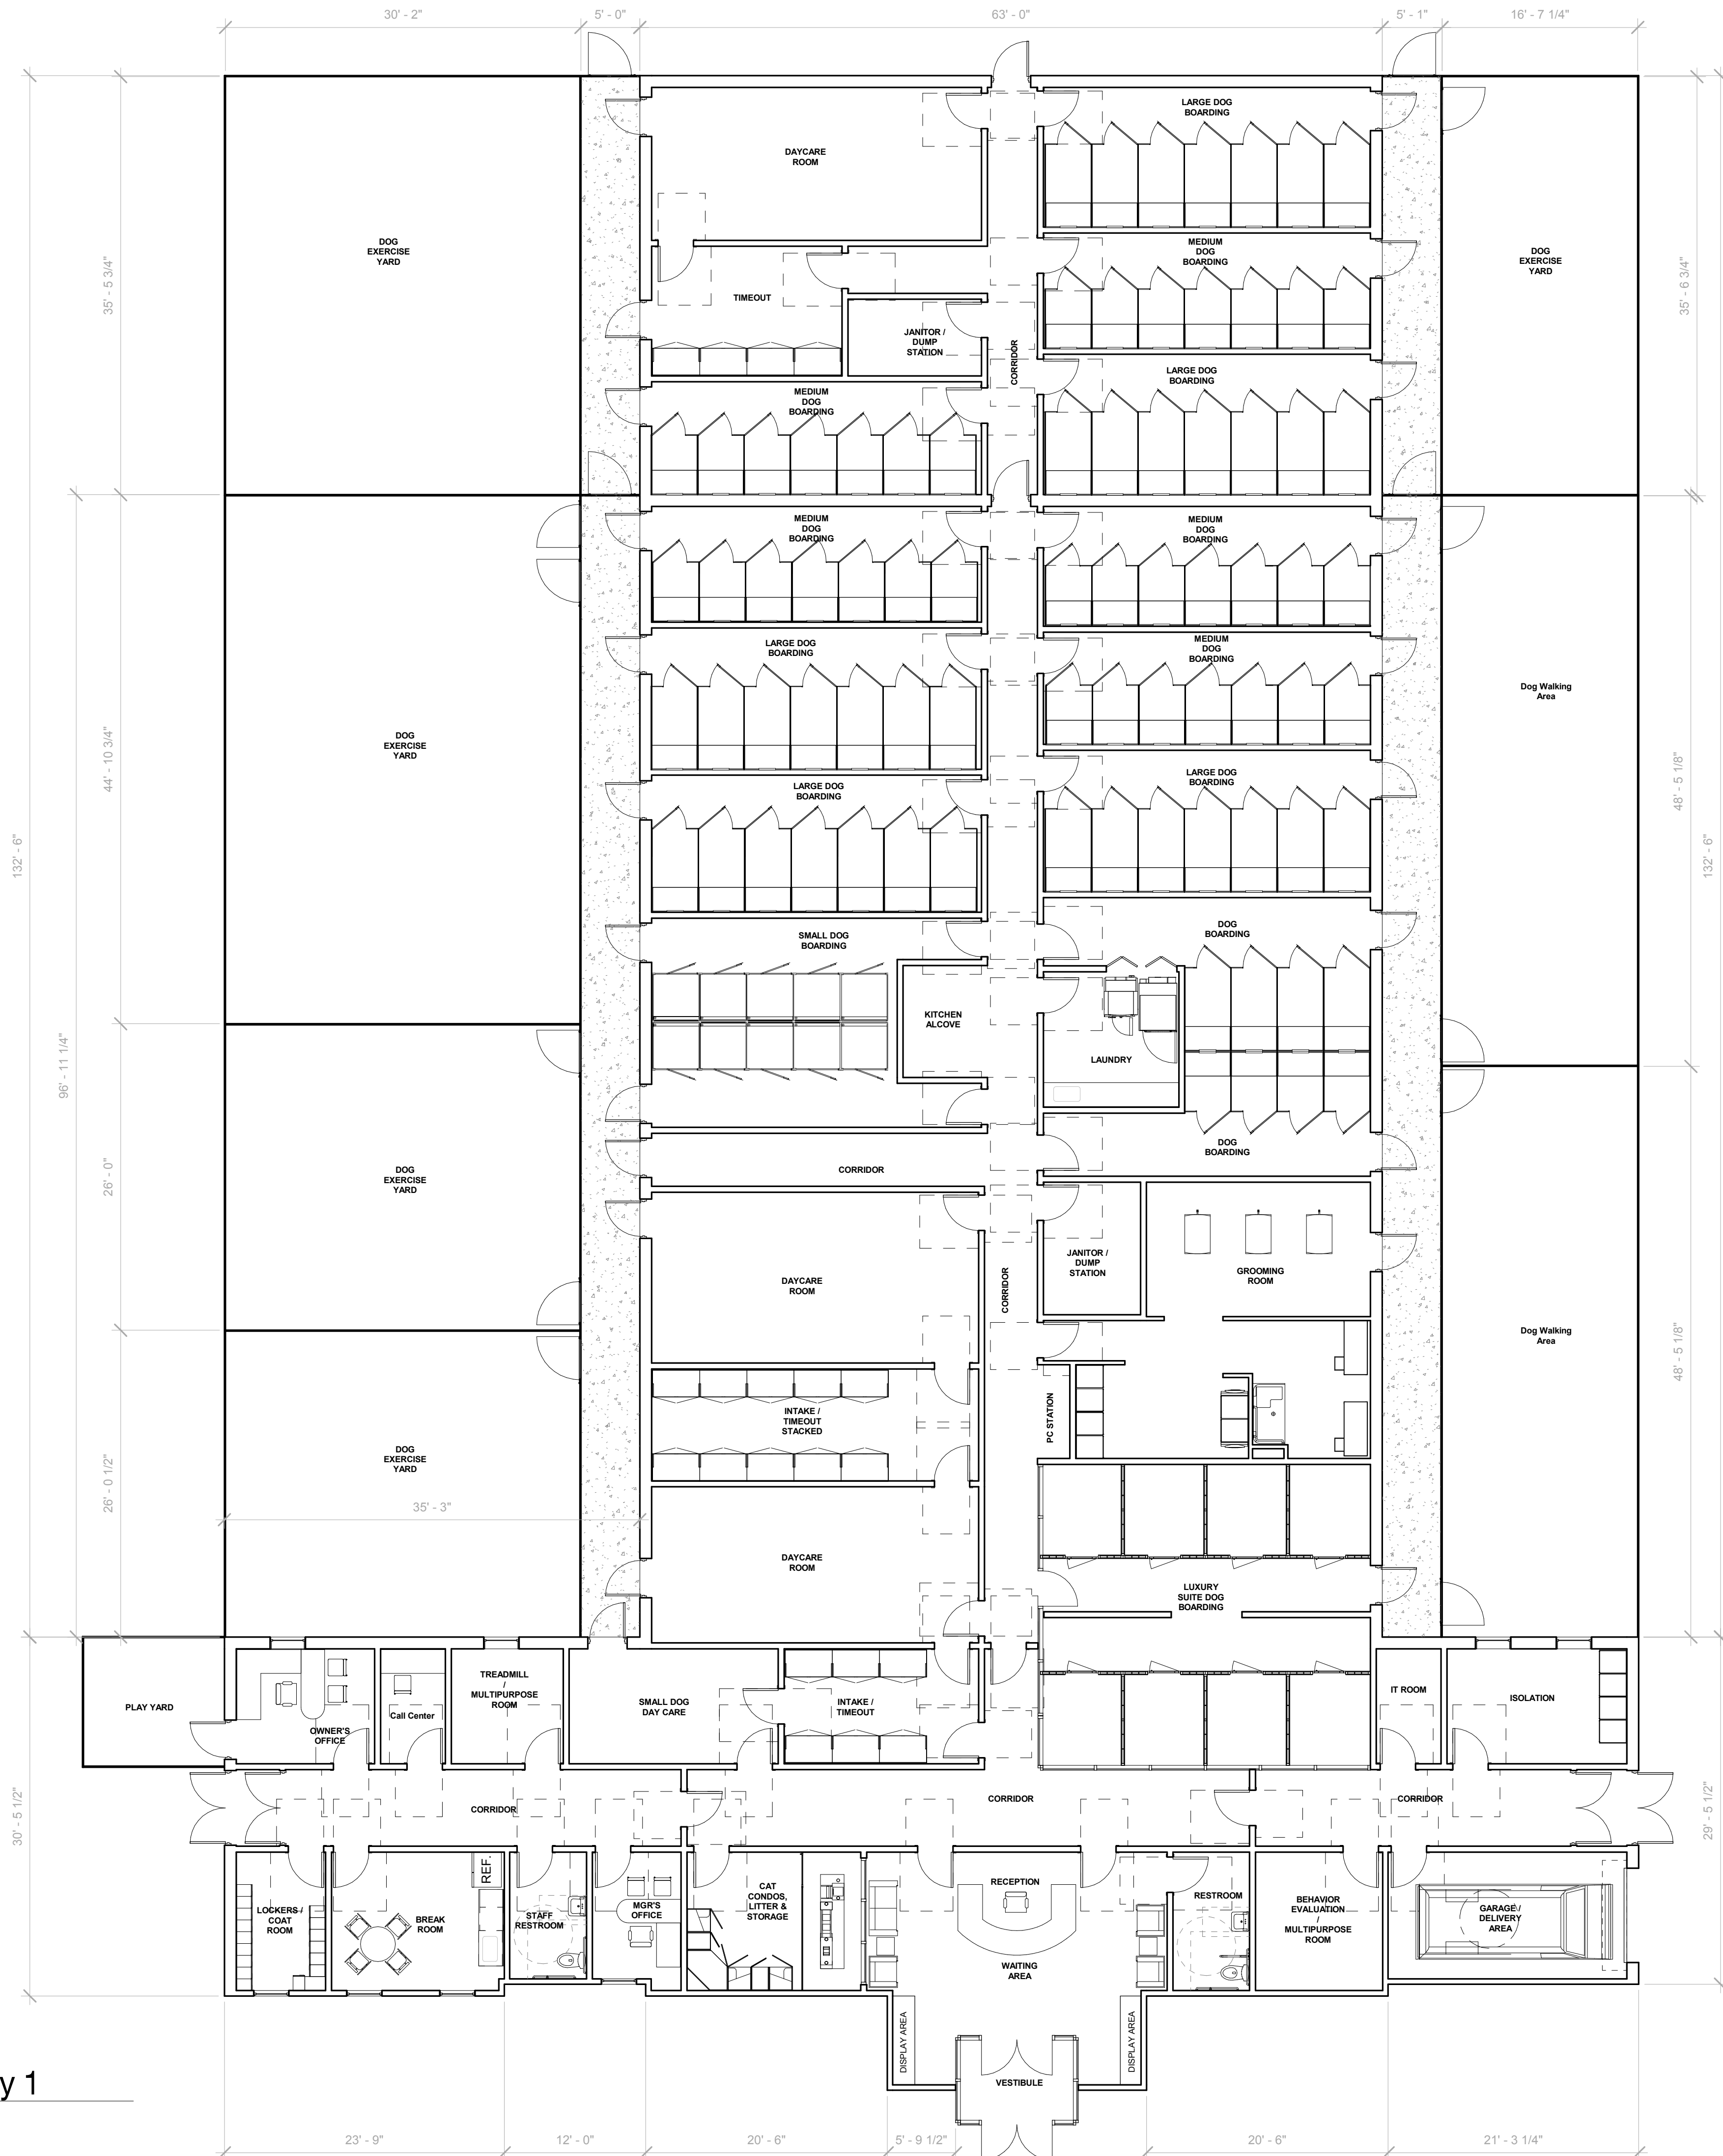 30' - 2"
5' - 0"
63' - 0"
5' - 1"
16' - 7 1/4"
LARGE DOG
BOARDING
DAYCARE
ROOM
DOG
EXERCISE
YARD
MEDIUM
DOG
BOARDING
DOG
EXERCISE
YARD
35' - 5 3/4"
35' - 6 3/4"
TIMEOUT
JANITOR /
DUMP
STATION
CORRIDOR
LARGE DOG
BOARDING
MEDIUM
DOG
BOARDING
MEDIUM
DOG
BOARDING
MEDIUM
DOG
BOARDING
LARGE DOG
BOARDING
MEDIUM
DOG
BOARDING
Dog Walking
Area
DOG
EXERCISE
YARD
44' - 10 3/4"
48' - 5 1/8"
LARGE DOG
BOARDING
LARGE DOG
BOARDING
132' - 6"
132' - 6"
SMALL DOG
BOARDING
DOG
BOARDING
KITCHEN
ALCOVE
LAUNDRY
96' - 11 1/4"
DOG
BOARDING
DOG
EXERCISE
YARD
26' - 0"
CORRIDOR
DAYCARE
ROOM
CORRIDOR
JANITOR /
DUMP
STATION
GROOMING
ROOM
Dog Walking
Area
48' - 5 1/8"
INTAKE /
TIMEOUT
STACKED
PC STATION
DOG
EXERCISE
YARD
26' - 0 1/2"
35' - 3"
DAYCARE
ROOM
LUXURY
SUITE DOG
BOARDING
PLAY YARD
OWNER'S
OFFICE
Call Center
TREADMILL
/
MULTIPURPOSE
ROOM
SMALL DOG
DAY CARE
INTAKE /
TIMEOUT
IT ROOM
ISOLATION
30' - 5 1/2"
29' - 5 1/2"
CORRIDOR
CORRIDOR
CORRIDOR
LOCKERS /
COAT
ROOM
BREAK
ROOM
REF.
STAFF
RESTROOM
MGR'S
OFFICE
CAT
CONDOS,
LITTER &
STORAGE
RECEPTION
WAITING
AREA
RESTROOM
BEHAVIOR
EVALUATION
/
MULTIPURPOSE
ROOM
GARAGE /
DELIVERY
AREA
DISPLAY AREA
DISPLAY AREA
VESTIBULE
y 1
23' - 9"
12' - 0"
20' - 6"
5' - 9 1/2"
20' - 6"
21' - 3 1/4"